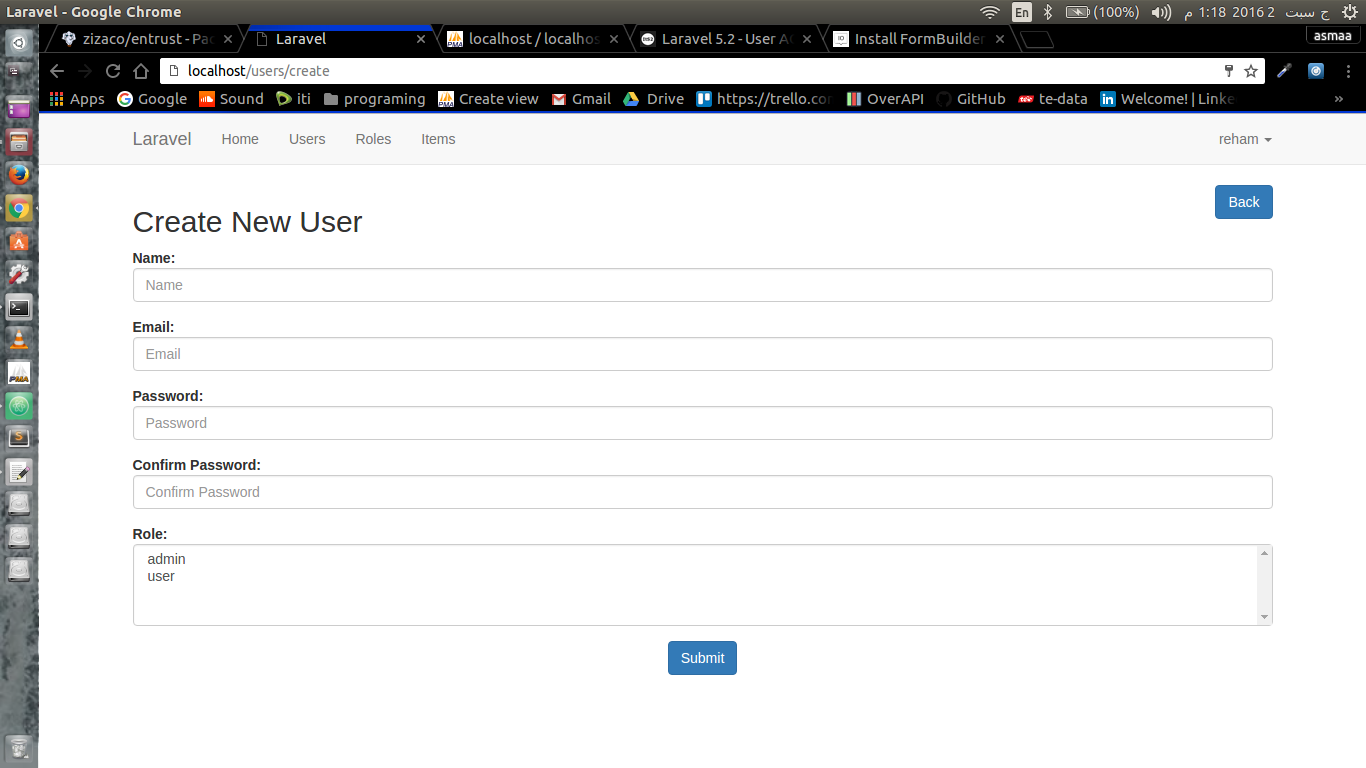 Laravel - Google Chrome
En
(100%)
ج سبت 2 2016 1:18 م
zizaco/entrust - Pac
Laravel
localhost / localhos
Laravel 5.2 - User AC
Install FormBuilder
asmaa
localhost/users/create
Apps
Google
Sound
iti
programing
Create view
Gmail
Drive
https://trello.com
OverAPI
GitHub
te-data
Welcome! | Linke
»
Laravel
Home
Users
Roles
Items
reham
Back
Create New User
Name:
Name
Email:
Email
Password:
Password
Confirm Password:
Confirm Password
Role:
admin
user
Submit